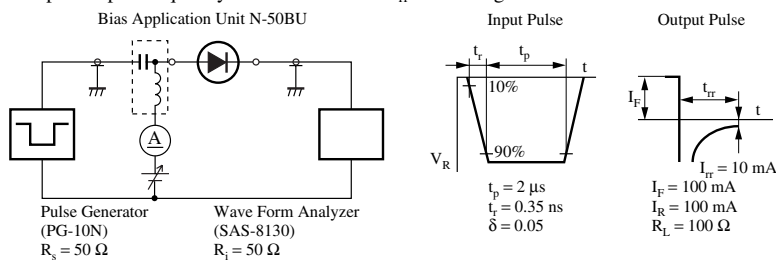 Bias Application Unit N-50BU
Input Pulse
Output Pulse
A
Pulse Generator
(PG-10N)
Rs = 50 Ω
Wave Form Analyzer
(SAS-8130)
Ri = 50 Ω
tr
tp
t
10%
90%
VR
tp = 2 μs
tr = 0.35 ns
δ = 0.05
IF
trr
t
Irr = 10 mA
IF = 100 mA
IR = 100 mA
RL = 100 Ω